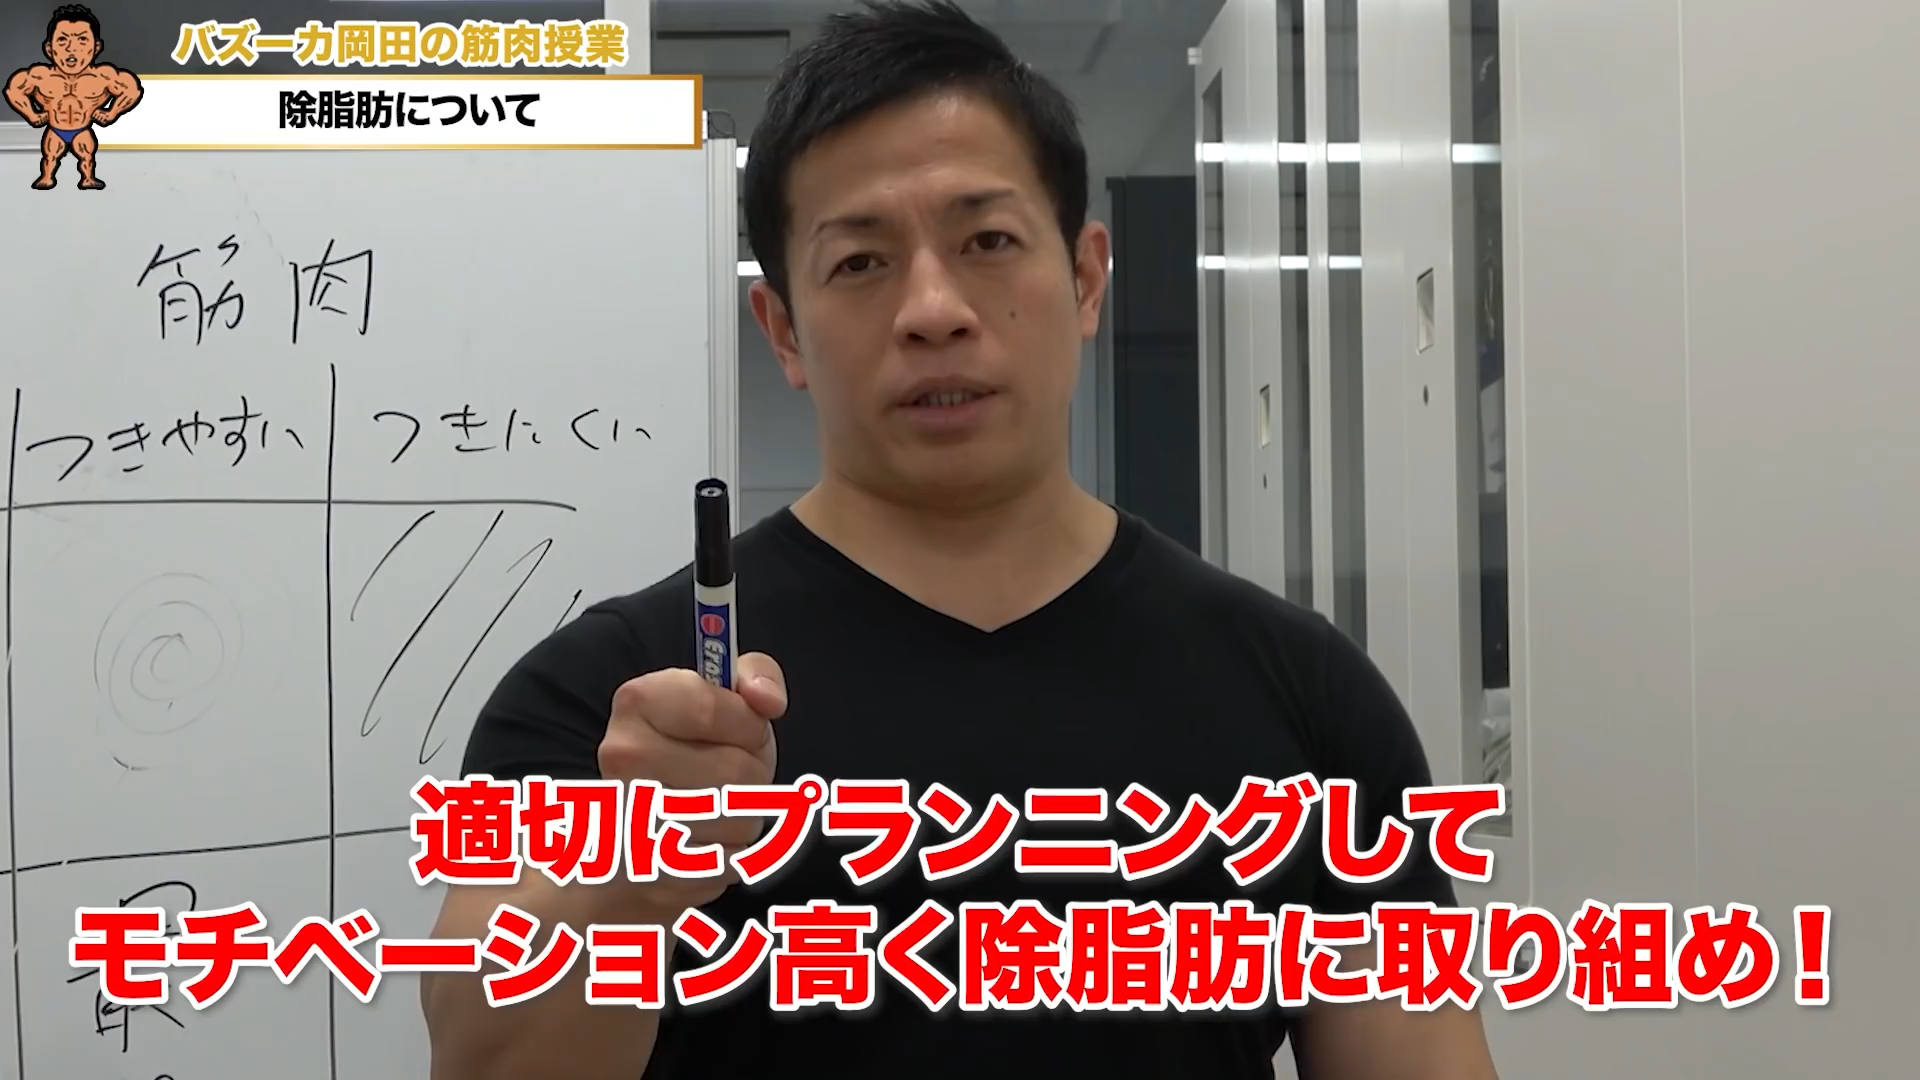 バズーカ岡田の筋肉授業
除脂肪について
筋肉
つきやすい
つきにくい
適切にプランニングして
モチベーション高く除脂肪に取り組め！